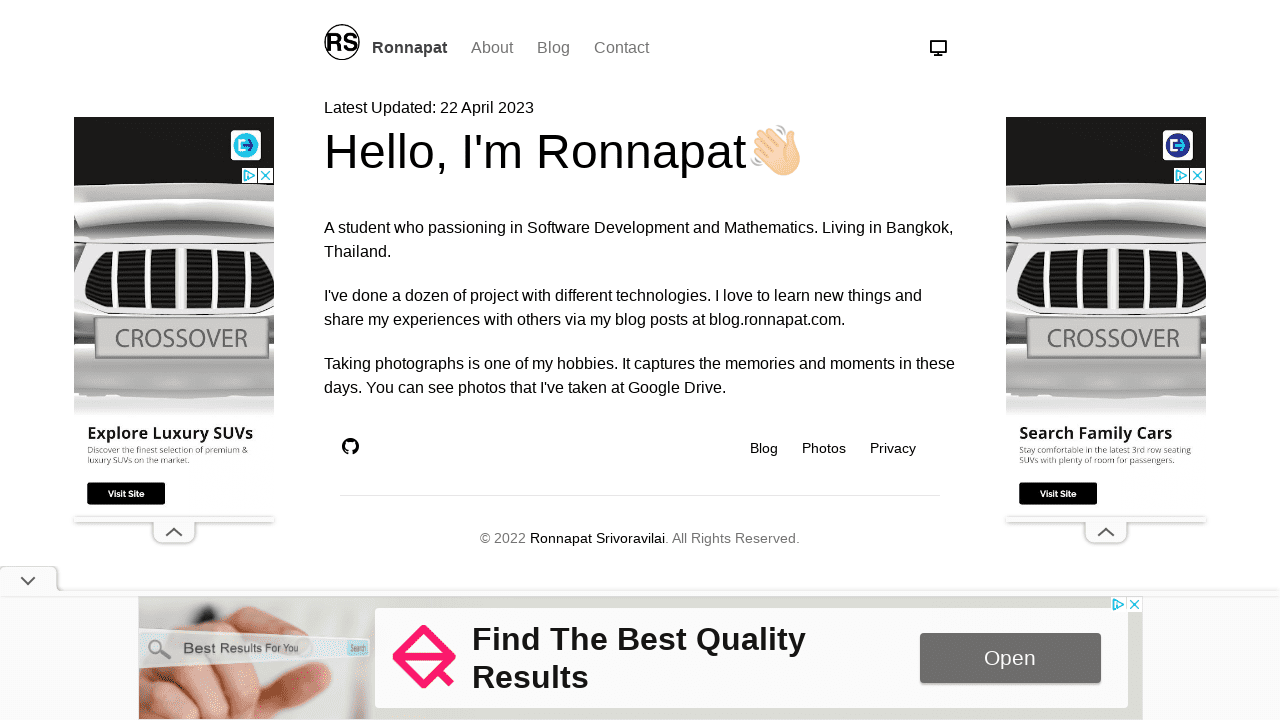 RS Ronnapat About Blog Contact
Latest Updated: 22 April 2023
Hello, I'm Ronnapat👋🏻
A student who passioning in Software Development and Mathematics. Living in Bangkok,
Thailand.
I've done a dozen of project with different technologies. I love to learn new things and
share my experiences with others via my blog posts at blog.ronnapat.com.
Taking photographs is one of my hobbies. It captures the memories and moments in these
days. You can see photos that I've taken at Google Drive.
Blog Photos Privacy
© 2022 Ronnapat Srivoravilai. All Rights Reserved.
CROSSOVER
Explore Luxury SUVs
Discover the finest selection of premium &
luxury SUVs on the market.
Visit Site
CROSSOVER
Search Family Cars
Stay comfortable in the latest 3rd row seating
SUVs with plenty of room for passengers.
Visit Site
Best Results For You Search
Find The Best Quality
Results
Open